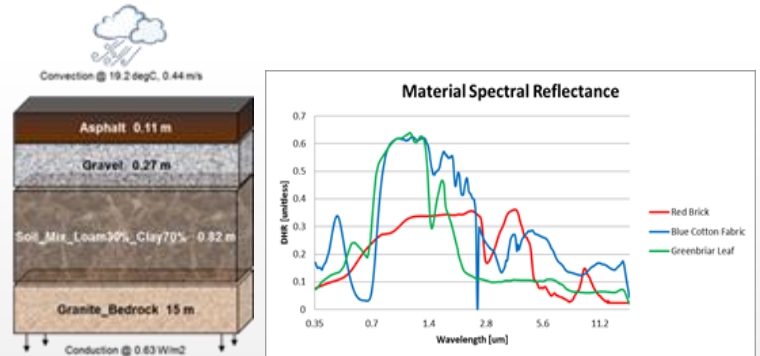 Convection @ 19.2 degC, 0.44 m/s
Asphalt 0.11 m
Gravel 0.27 m
Soil_Mix_Loam30%_Clay70% 0.82 m
Granite_Bedrock 15 m
Conduction @ 0.63 W/m2
Material Spectral Reflectance
DHR [unitless]
0.7
0.6
0.5
0.4
0.3
0.2
0.1
0
0.35 0.7 1.4 2.8 5.6 11.2
Wavelength [um]
Red Brick
Blue Cotton Fabric
Greenbriar Leaf